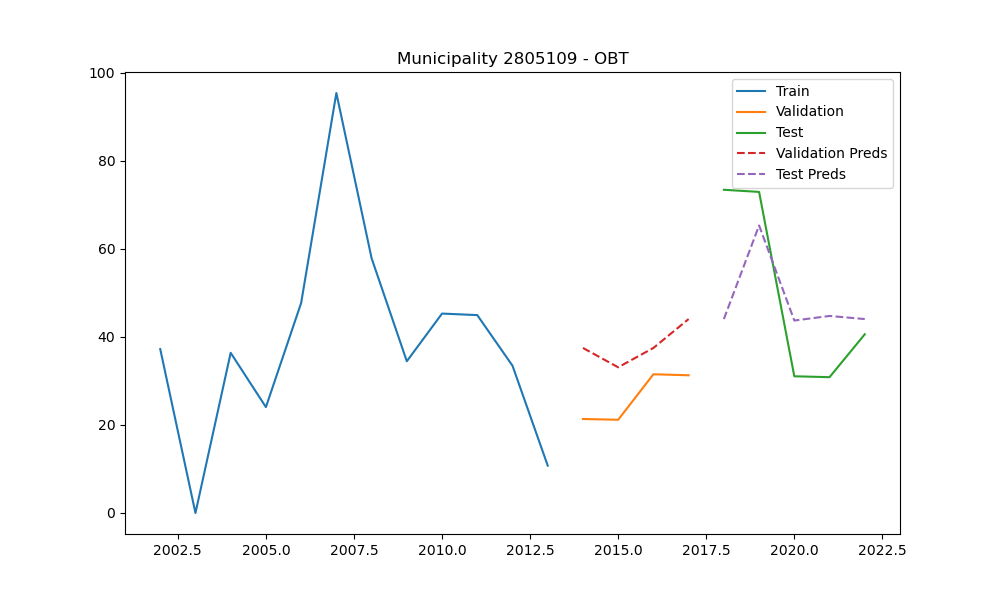 Municipality 2805109 - OBT
100
80
60
40
20
0
2002.5
2005.0
2007.5
2010.0
2012.5
2015.0
2017.5
2020.0
2022.5
Train
Validation
Test
Validation Preds
Test Preds